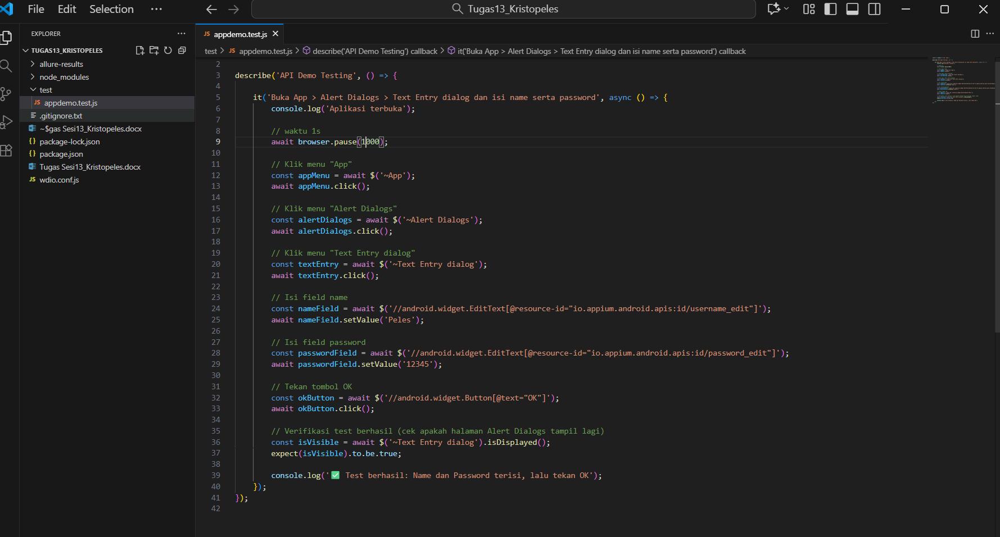 File Edit Selection ··· Tugas13_Kristopeles
EXPLORER ···
TUGAS13_KRISTOPELES
allure-results
node_modules
test
JS appdemo.test.js
.gitignore.txt
~$gas Sesi13_Kristopeles.docx
{} package-lock.json
{} package.json
Tugas Sesi13_Kristopeles.docx
JS wdio.conf.js
JS appdemo.test.js
test > JS appdemo.test.js > describe('API Demo Testing') callback > it('Buka App > Alert Dialogs > Text Entry dialog dan isi name serta password') callback
2
3 describe('API Demo Testing', () => {
4
5 it('Buka App > Alert Dialogs > Text Entry dialog dan isi name serta password', async () => {
6 console.log('Aplikasi terbuka');
7
8 // waktu 1s
9 await browser.pause(1000);
10
11 // Klik menu "App"
12 const appMenu = await $('~App');
13 await appMenu.click();
14
15 // Klik menu "Alert Dialogs"
16 const alertDialogs = await $('~Alert Dialogs');
17 await alertDialogs.click();
18
19 // Klik menu "Text Entry dialog"
20 const textEntry = await $('~Text Entry dialog');
21 await textEntry.click();
22
23 // Isi field name
24 const nameField = await $('//android.widget.EditText[@resource-id="io.appium.android.apis:id/username_edit"]');
25 await nameField.setValue('Peles');
26
27 // Isi field password
28 const passwordField = await $('//android.widget.EditText[@resource-id="io.appium.android.apis:id/password_edit"]');
29 await passwordField.setValue('12345');
30
31 // Tekan tombol OK
32 const okButton = await $('//android.widget.Button[@text="OK"]');
33 await okButton.click();
34
35 // Verifikasi test berhasil (cek apakah halaman Alert Dialogs tampil lagi)
36 const isVisible = await $('~Text Entry dialog').isDisplayed();
37 expect(isVisible).to.be.true;
38
39 console.log('✅ Test berhasil: Name dan Password terisi, lalu tekan OK');
40 });
41 });
42